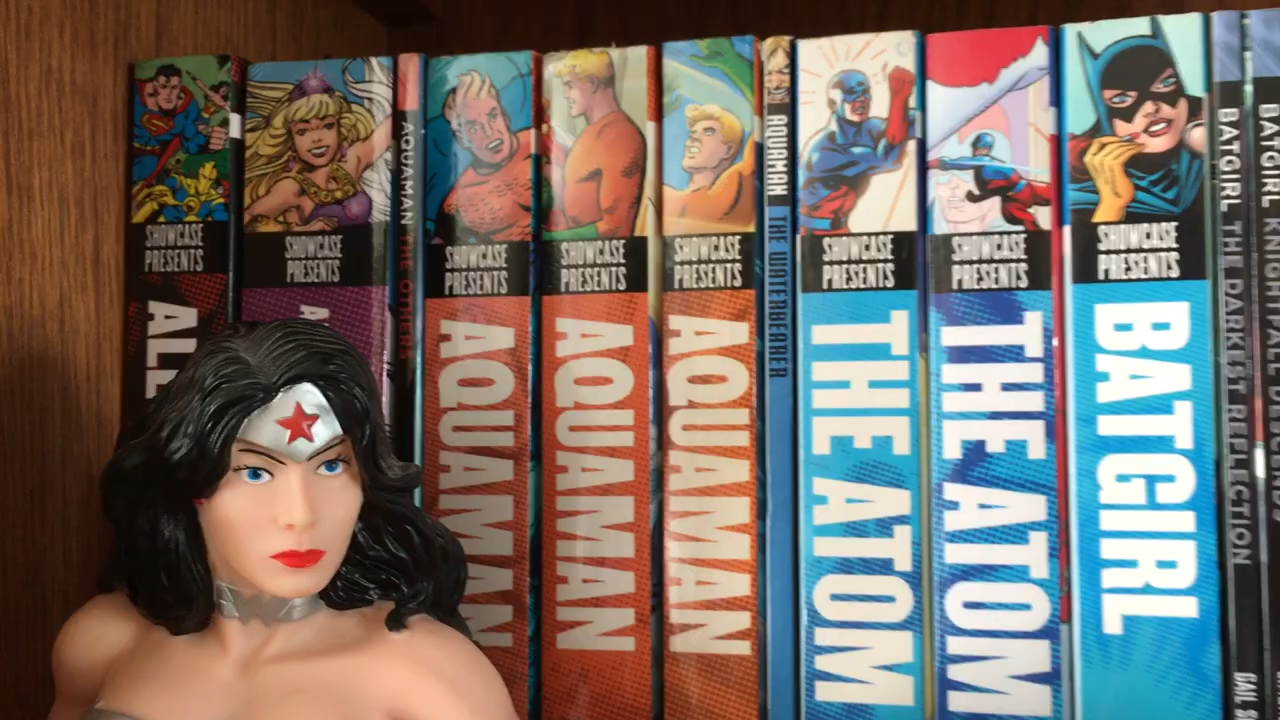 SHOWCASE
PRESENTS
ALL
SHOWCASE
PRESENTS
A
AQUAMAN THE OTHERS
SHOWCASE
PRESENTS
AQUAMAN
SHOWCASE
PRESENTS
AQUAMAN
SHOWCASE
PRESENTS
AQUAMAN
AQUAMAN THE WATERBEARER
SHOWCASE
PRESENTS
THE ATOM
SHOWCASE
PRESENTS
THE ATOM
SHOWCASE
PRESENTS
BATGIRL
BATGIRL THE DARKEST REFLECTION
GAIL
BATGIRL KNIGHTFALL DESCENDS